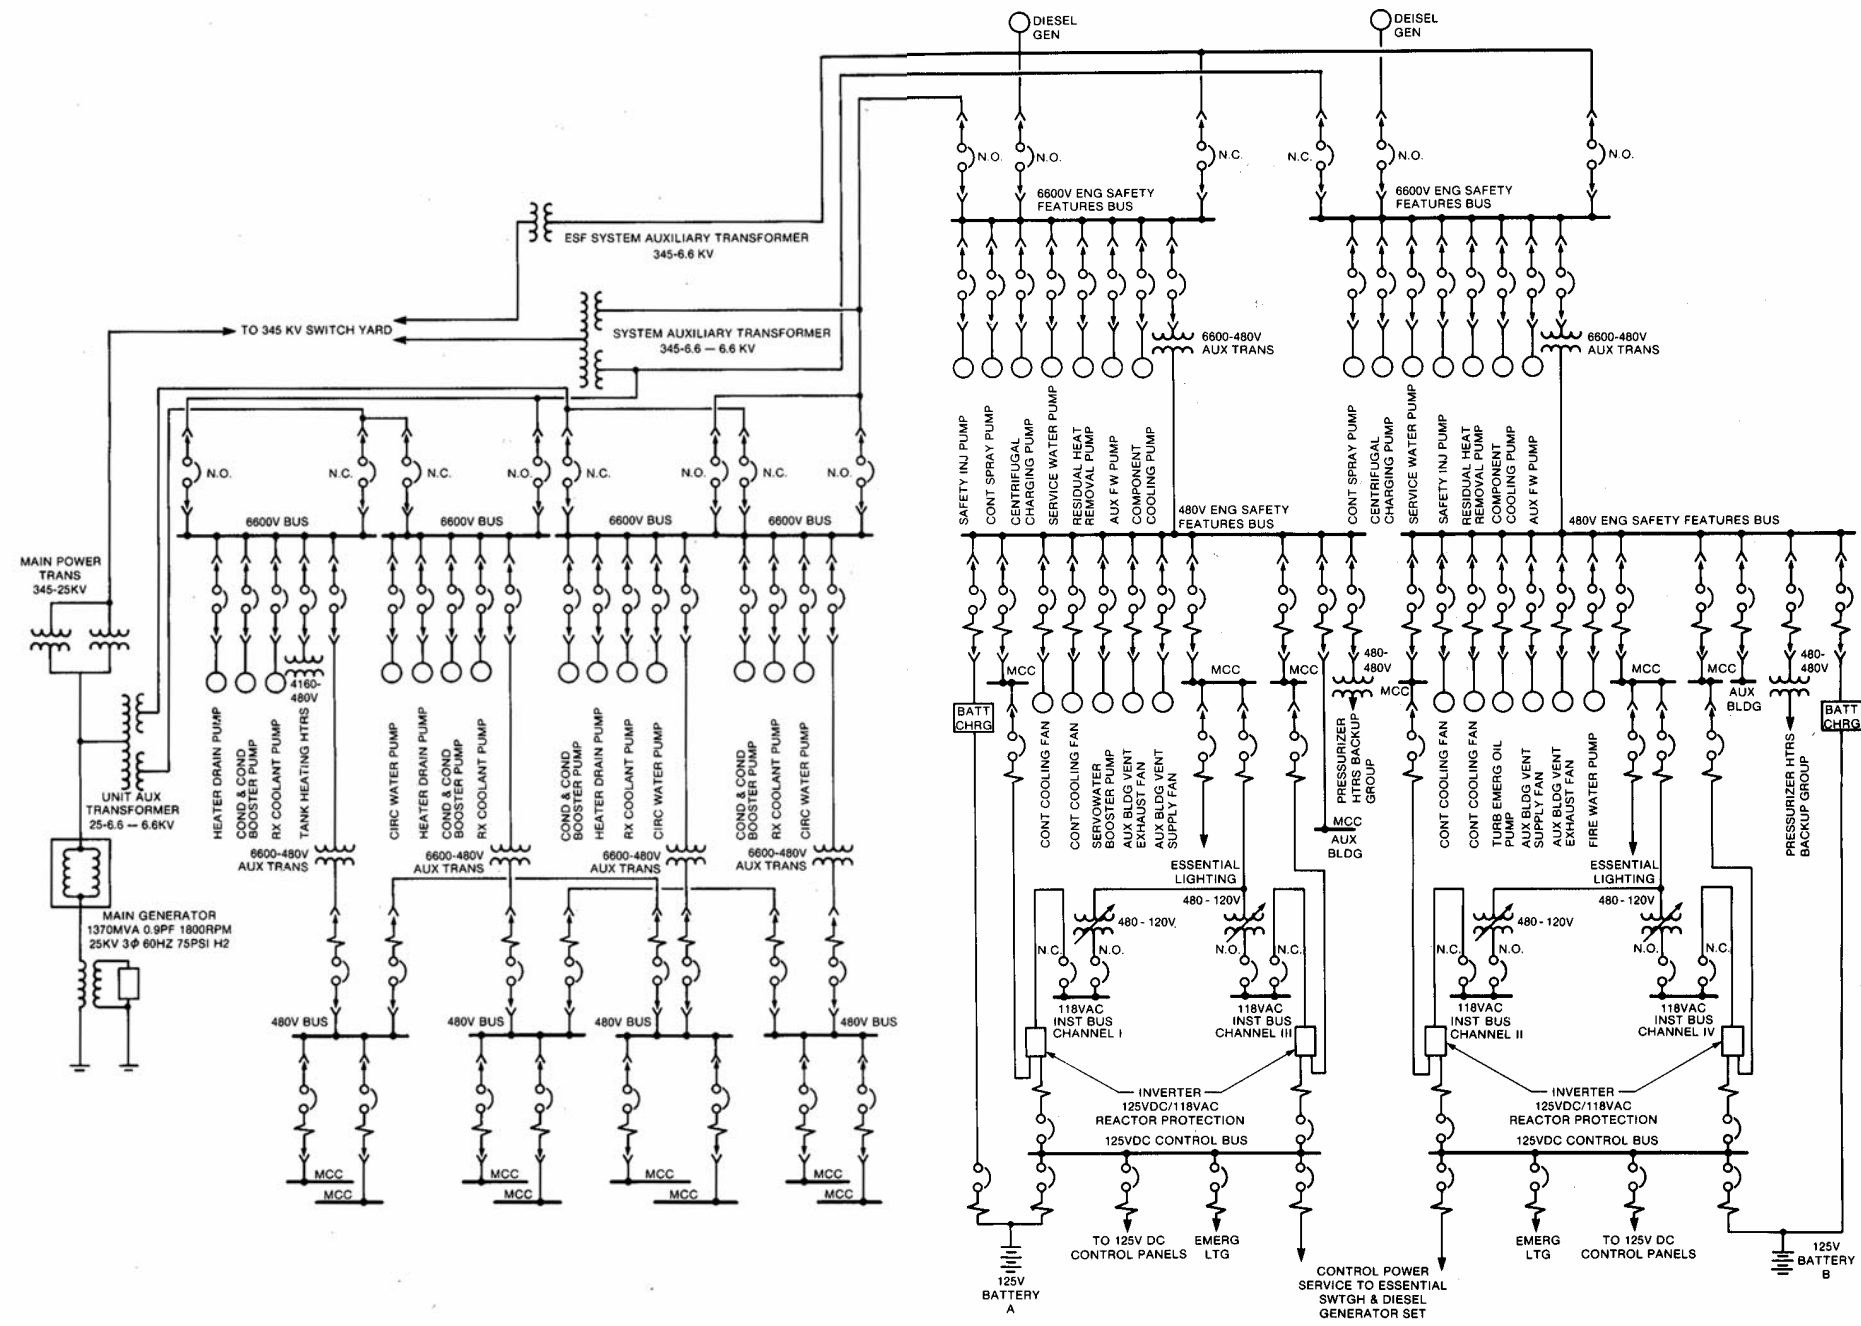 DIESEL
GEN
DEISEL
GEN
N.O.
N.O.
N.C.
N.C.
N.O.
N.O.
6600V ENG SAFETY
FEATURES BUS
6600V ENG SAFETY
FEATURES BUS
ESF SYSTEM AUXILIARY TRANSFORMER
345-6.6 KV
TO 345 KV SWITCH YARD
SYSTEM AUXILIARY TRANSFORMER
345-6.6 — 6.6 KV
6600-480V
AUX TRANS
6600-480V
AUX TRANS
SAFETY INJ PUMP
CONT SPRAY PUMP
CENTRIFUGAL
CHARGING PUMP
SERVICE WATER PUMP
RESIDUAL HEAT
REMOVAL PUMP
AUX FW PUMP
COMPONENT
COOLING PUMP
CONT SPRAY PUMP
CENTRIFUGAL
CHARGING PUMP
SERVICE WATER PUMP
SAFETY INJ PUMP
RESIDUAL HEAT
REMOVAL PUMP
COMPONENT
COOLING PUMP
AUX FW PUMP
N.O.
N.C.
N.C.
N.O.
N.C.
N.O.
N.C.
N.O.
6600V BUS
6600V BUS
6600V BUS
6600V BUS
480V ENG SAFETY
FEATURES BUS
480V ENG SAFETY FEATURES BUS
MAIN POWER
TRANS
345-25KV
4160-
480V
HEATER DRAIN PUMP
COND & COND
BOOSTER PUMP
RX COOLANT PUMP
TANK HEATING HTRS
CIRC WATER PUMP
HEATER DRAIN PUMP
COND & COND
BOOSTER PUMP
RX COOLANT PUMP
COND & COND
BOOSTER PUMP
HEATER DRAIN PUMP
RX COOLANT PUMP
CIRC WATER PUMP
COND & COND
BOOSTER PUMP
RX COOLANT PUMP
CIRC WATER PUMP
UNIT AUX
TRANSFORMER
25-6.6 — 6.6KV
MCC
MCC
MCC
480-
480V
MCC
MCC
MCC
AUX
BLDG
480-
480V
BATT
CHRG
BATT
CHRG
CONT COOLING FAN
CONT COOLING FAN
SERVOWATER
BOOSTER PUMP
AUX BLDG VENT
EXHAUST FAN
AUX BLDG VENT
SUPPLY FAN
PRESSURIZER
HTRS BACKUP
GROUP
MCC
AUX
BLDG
CONT COOLING FAN
CONT COOLING FAN
TURB EMERG OIL
PUMP
AUX BLDG VENT
SUPPLY FAN
AUX BLDG VENT
EXHAUST FAN
FIRE WATER PUMP
PRESSURIZER HTRS
BACKUP GROUP
6600-480V
AUX TRANS
6600-480V
AUX TRANS
6600-480V
AUX TRANS
6600-480V
AUX TRANS
ESSENTIAL
LIGHTING
480 - 120V
480 - 120V
ESSENTIAL
LIGHTING
480 - 120V
480 - 120V
MAIN GENERATOR
1370MVA 0.9PF 1800RPM
25KV 3Φ 60HZ 75PSI H2
N.C.
N.O.
N.O.
N.C.
N.C.
N.O.
N.O.
N.C.
118VAC
INST BUS
CHANNEL I
118VAC
INST BUS
CHANNEL III
118VAC
INST BUS
CHANNEL II
118VAC
INST BUS
CHANNEL IV
480V BUS
480V BUS
480V BUS
480V BUS
INVERTER
125VDC/118VAC
REACTOR PROTECTION
125VDC CONTROL BUS
INVERTER
125VDC/118VAC
REACTOR PROTECTION
125VDC CONTROL BUS
MCC
MCC
MCC
MCC
MCC
MCC
MCC
MCC
TO 125V DC
CONTROL PANELS
EMERG
LTG
EMERG
LTG
TO 125V DC
CONTROL PANELS
125V
BATTERY
A
125V
BATTERY
B
CONTROL POWER
SERVICE TO ESSENTIAL
SWTGH & DIESEL
GENERATOR SET